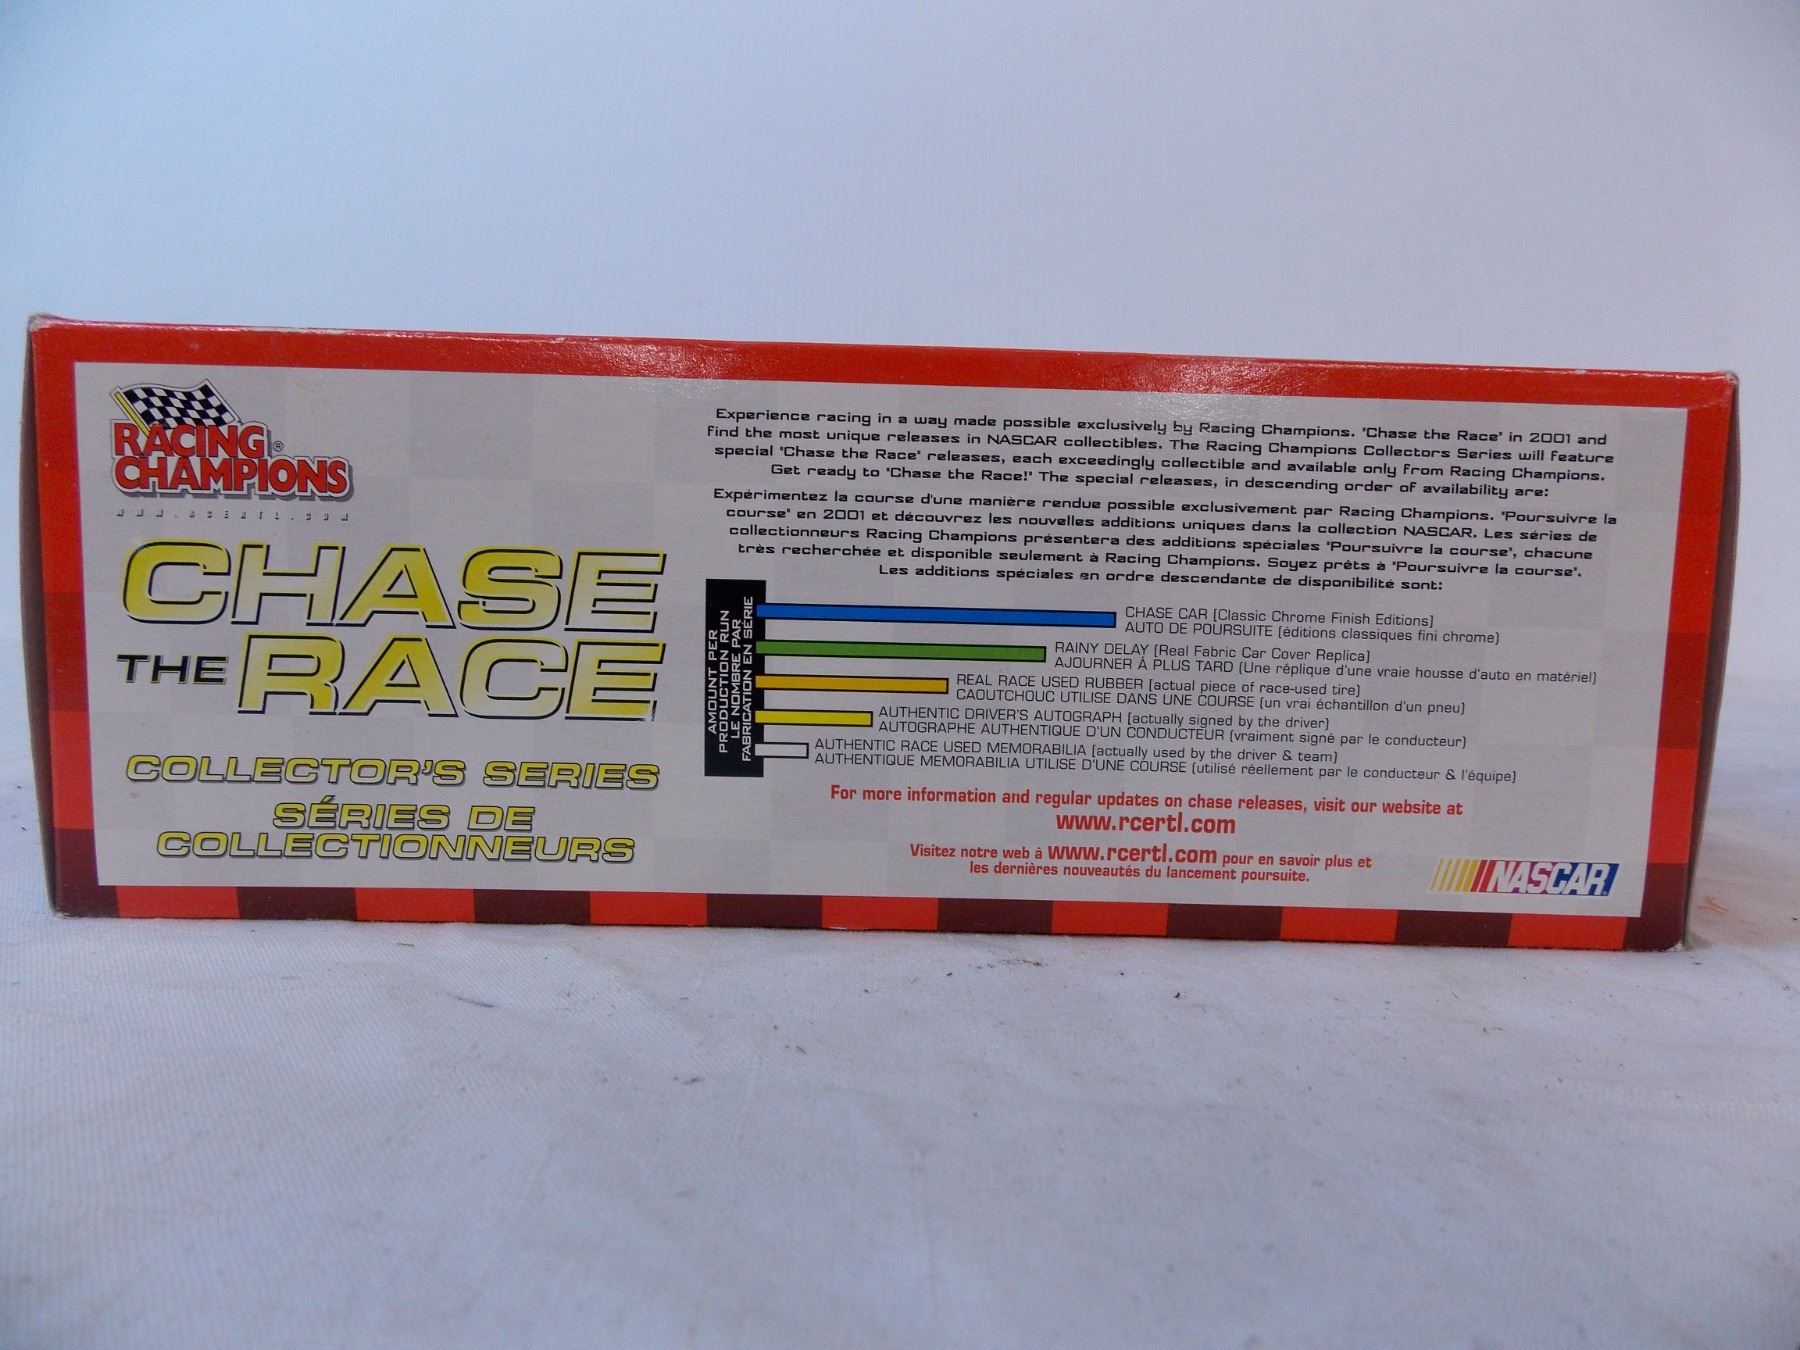 RACING®
CHAMPIONS
www.rcertl.com
CHASE
THE RACE
COLLECTOR'S SERIES
SÉRIES DE
COLLECTIONNEURS
Experience racing in a way made possible exclusively by Racing Champions. "Chase the Race" in 2001 and
find the most unique releases in NASCAR collectibles. The Racing Champions Collectors Series will feature
special "Chase the Race" releases, each exceedingly collectible and available only from Racing Champions.
Get ready to "Chase the Race!" The special releases, in descending order of availability are:
Expérimentez la course d'une manière rendue possible exclusivement par Racing Champions. "Poursuivre la
course" en 2001 et découvrez les nouvelles additions uniques dans la collection NASCAR. Les séries de
collectionneurs Racing Champions présentera des additions spéciales "Poursuivre la course", chacune
très recherchée et disponible seulement à Racing Champions. Soyez prêts à "Poursuivre la course".
Les additions spéciales en ordre descendante de disponibilité sont:
AMOUNT PER
PRODUCTION RUN
LE NOMBRE PAR
FABRICATION EN SÉRIE
CHASE CAR [Classic Chrome Finish Editions]
AUTO DE POURSUITE [éditions classiques fini chrome]
RAINY DELAY [Real Fabric Car Cover Replica]
AJOURNER À PLUS TARD [Une réplique d'une vraie housse d'auto en matériel]
REAL RACE USED RUBBER [actual piece of race-used tire]
CAOUTCHOUC UTILISE DANS UNE COURSE [un vrai échantillon d'un pneu]
AUTHENTIC DRIVER'S AUTOGRAPH [actually signed by the driver]
AUTOGRAPHE AUTHENTIQUE D'UN CONDUCTEUR [vraiment signé par le conducteur]
AUTHENTIC RACE USED MEMORABILIA [actually used by the driver & team]
AUTHENTIQUE MEMORABILIA UTILISE D'UNE COURSE [utilisé réellement par le conducteur & l'équipe]
For more information and regular updates on chase releases, visit our website at
www.rcertl.com
Visitez notre web à www.rcertl.com pour en savoir plus et
les dernières nouveautés du lancement poursuite.
NASCAR